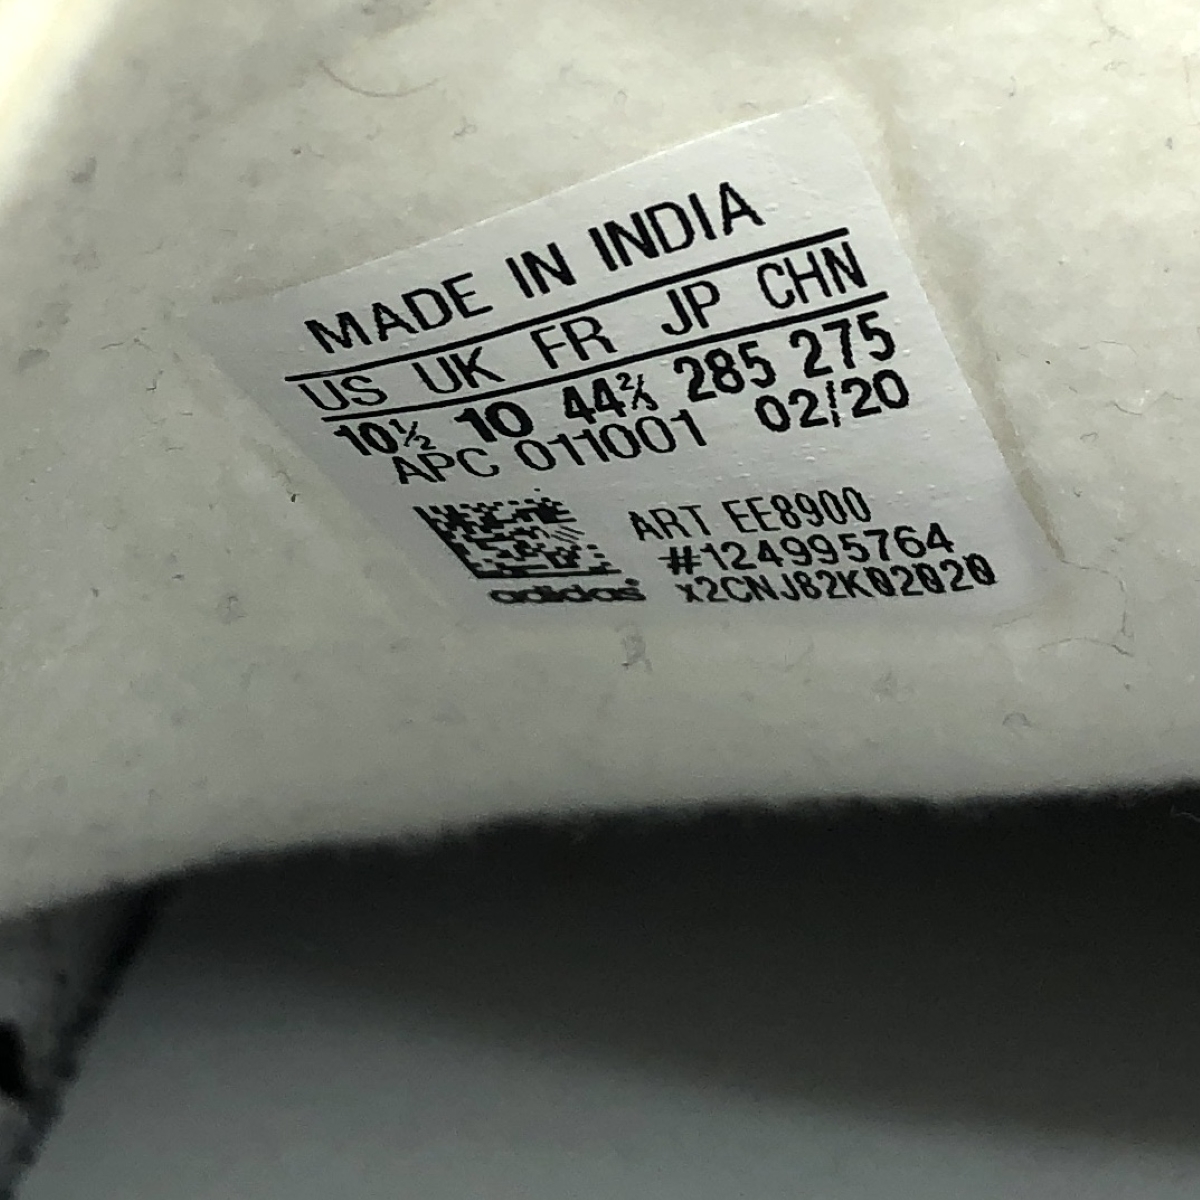 MADE IN INDIA
US UK FR JP CHN
10½ 10 44⅔ 285 275
APC 011001 02/20
ART EE8900
#124995764
x2CNJ82K02020
adidas